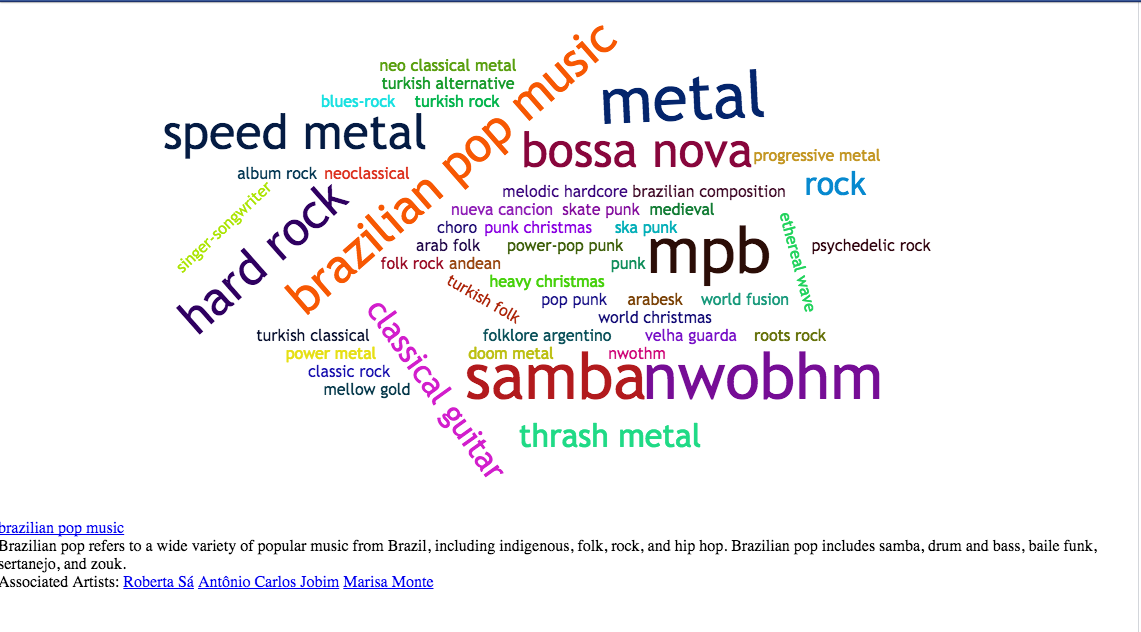 neo classical metal
turkish alternative
blues-rock
turkish rock
speed metal
brazilian pop music
metal
bossa nova
progressive metal
album rock
neoclassical
rock
singer-songwriter
hard rock
melodic hardcore
brazilian composition
nueva cancion
skate punk
medieval
choro
punk christmas
ska punk
ethereal wave
arab folk
power-pop punk
mpb
psychedelic rock
folk rock
andean
punk
heavy christmas
turkish folk
pop punk
arabesk
world fusion
world christmas
classical guitar
turkish classical
folklore argentino
velha guarda
roots rock
power metal
doom metal
nwothm
classic rock
mellow gold
samba
nwobhm
thrash metal
brazilian pop music
Brazilian pop refers to a wide variety of popular music from Brazil, including indigenous, folk, rock, and hip hop. Brazilian pop includes samba, drum and bass, baile funk,
sertanejo, and zouk.
Associated Artists: Roberta Sá Antônio Carlos Jobim Marisa Monte